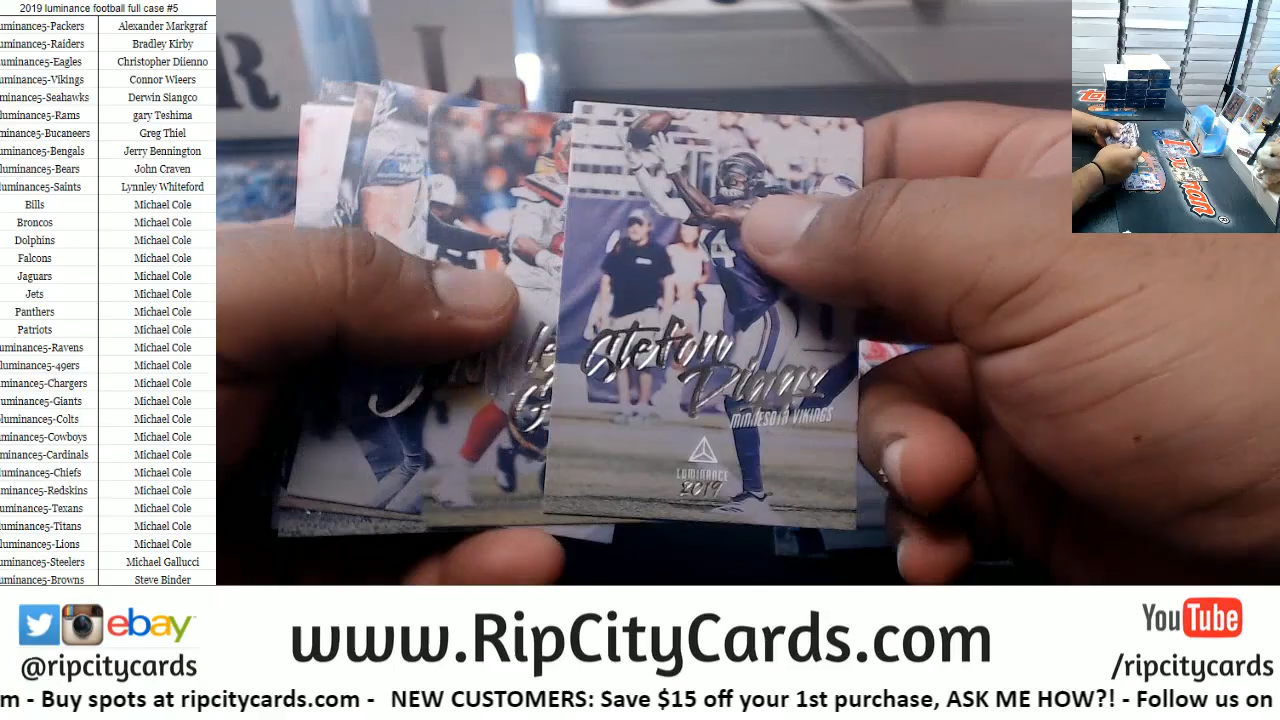 2019 luminance football full case #5
uminance5-Packers Alexander Markgraf
uminance5-Raiders Bradley Kirby
luminance5-Eagles Christopher Diienno
uminance5-Vikings Connor Wieers
minance5-Seahawks Derwin Siangco
luminance5-Rams gary Teshima
minance5-Bucaneers Greg Thiel
uminance5-Bengals Jerry Bennington
uminance5-Bears John Craven
uminance5-Saints Lynnley Whiteford
Bills Michael Cole
Broncos Michael Cole
Dolphins Michael Cole
Falcons Michael Cole
Jaguars Michael Cole
Jets Michael Cole
Panthers Michael Cole
Patriots Michael Cole
luminance5-Ravens Michael Cole
luminance5-49ers Michael Cole
minance5-Chargers Michael Cole
uminance5-Giants Michael Cole
uminance5-Colts Michael Cole
uminance5-Cowboys Michael Cole
minance5-Cardinals Michael Cole
uminance5-Chiefs Michael Cole
minance5-Redskins Michael Cole
uminance5-Texans Michael Cole
uminance5-Titans Michael Cole
luminance5-Lions Michael Cole
uminance5-Steelers Michael Gallucci
uminance5-Browns Steve Binder
Stefon
Diggs
MINNESOTA VIKINGS
LUMINANCE
2019
ebay
@ripcitycards
www.RipCityCards.com
YouTube
/ripcitycards
m - Buy spots at ripcitycards.com - NEW CUSTOMERS: Save $15 off your 1st purchase, ASK ME HOW?! - Follow us on